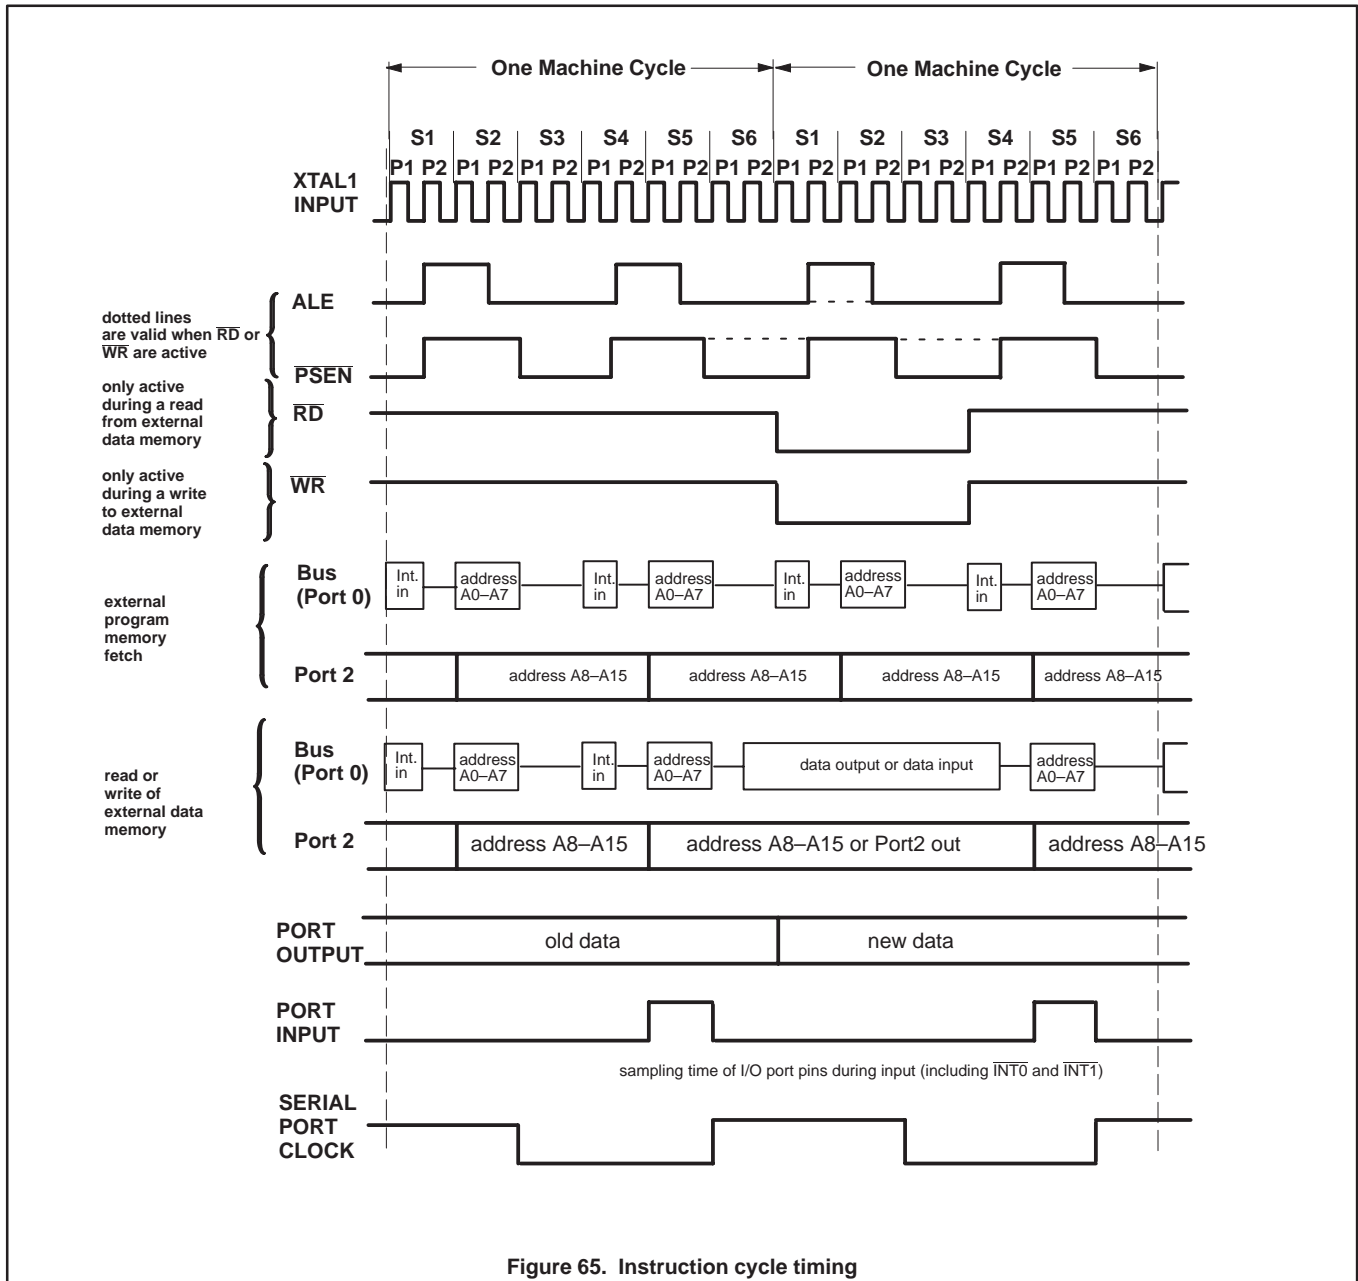 One Machine Cycle One Machine Cycle
S1 S2 S3 S4 S5 S6 S1 S2 S3 S4 S5 S6
P1 P2 P1 P2 P1 P2 P1 P2 P1 P2 P1 P2 P1 P2 P1 P2 P1 P2 P1 P2 P1 P2 P1 P2
XTAL1
INPUT
ALE
dotted lines
are valid when RD or
WR are active
PSEN
only active
during a read
from external
data memory
RD
only active
during a write
to external
data memory
WR
external
program
memory
fetch
Bus
(Port 0)
Int.
in
address
A0–A7
Int.
in
address
A0–A7
Int.
in
address
A0–A7
Int.
in
address
A0–A7
Port 2
address A8–A15 address A8–A15 address A8–A15 address A8–A15
read or
write of
external data
memory
Bus
(Port 0)
Int.
in
address
A0–A7
Int.
in
address
A0–A7
data output or data input
address
A0–A7
Port 2
address A8–A15 address A8–A15 or Port2 out address A8–A15
PORT
OUTPUT
old data new data
PORT
INPUT
sampling time of I/O port pins during input (including INT0 and INT1)
SERIAL
PORT
CLOCK
Figure 65. Instruction cycle timing